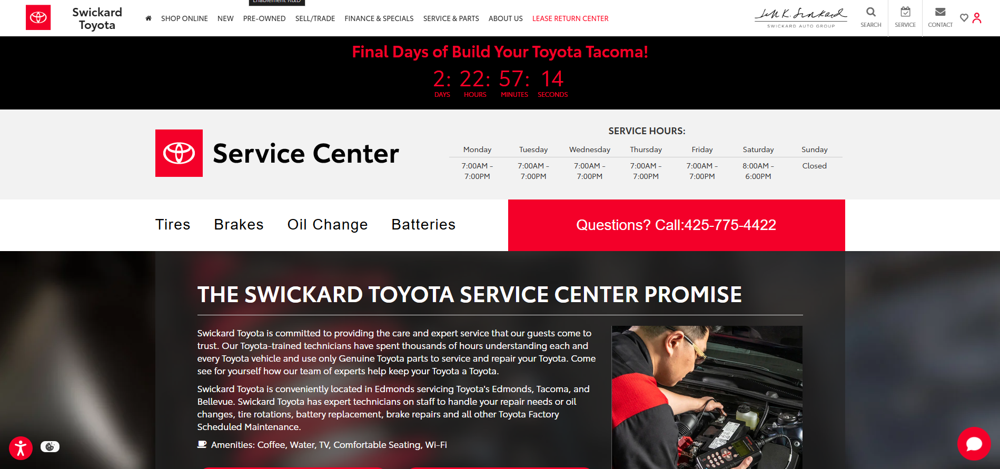 Enablement R&D
Swickard
Toyota
SHOP ONLINE
NEW
PRE-OWNED
SELL/TRADE
FINANCE & SPECIALS
SERVICE & PARTS
ABOUT US
LEASE RETURN CENTER
SWICKARD AUTO GROUP
SEARCH
SERVICE
CONTACT
Final Days of Build Your Toyota Tacoma!
2: 22: 57: 14
DAYS HOURS MINUTES SECONDS
Service Center
SERVICE HOURS:
Monday Tuesday Wednesday Thursday Friday Saturday Sunday
7:00AM - 7:00AM - 7:00AM - 7:00AM - 7:00AM - 8:00AM - Closed
7:00PM 7:00PM 7:00PM 7:00PM 7:00PM 6:00PM
Tires Brakes Oil Change Batteries
Questions? Call:425-775-4422
THE SWICKARD TOYOTA SERVICE CENTER PROMISE
Swickard Toyota is committed to providing the care and expert service that our guests come to
trust. Our Toyota-trained technicians have spent thousands of hours understanding each and
every Toyota vehicle and use only Genuine Toyota parts to service and repair your Toyota. Come
see for yourself how our team of experts help keep your Toyota a Toyota.
Swickard Toyota is conveniently located in Edmonds servicing Toyota's Edmonds, Tacoma, and
Bellevue. Swickard Toyota has expert technicians on staff to handle your repair needs or oil
changes, tire rotations, battery replacement, brake repairs and all other Toyota Factory
Scheduled Maintenance.
Amenities: Coffee, Water, TV, Comfortable Seating, Wi-Fi